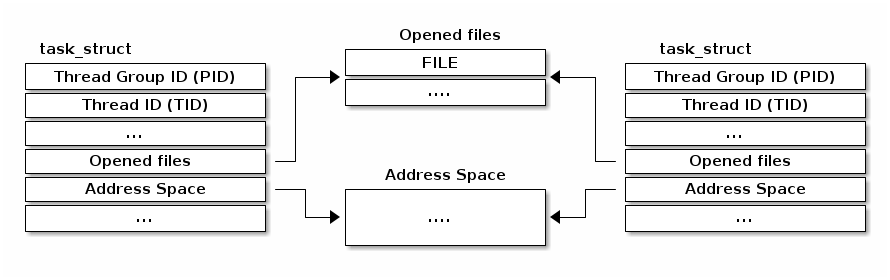 task_struct
Thread Group ID (PID)
Thread ID (TID)
...
Opened files
Address Space
...
Opened files
FILE
....
Address Space
....
task_struct
Thread Group ID (PID)
Thread ID (TID)
...
Opened files
Address Space
...